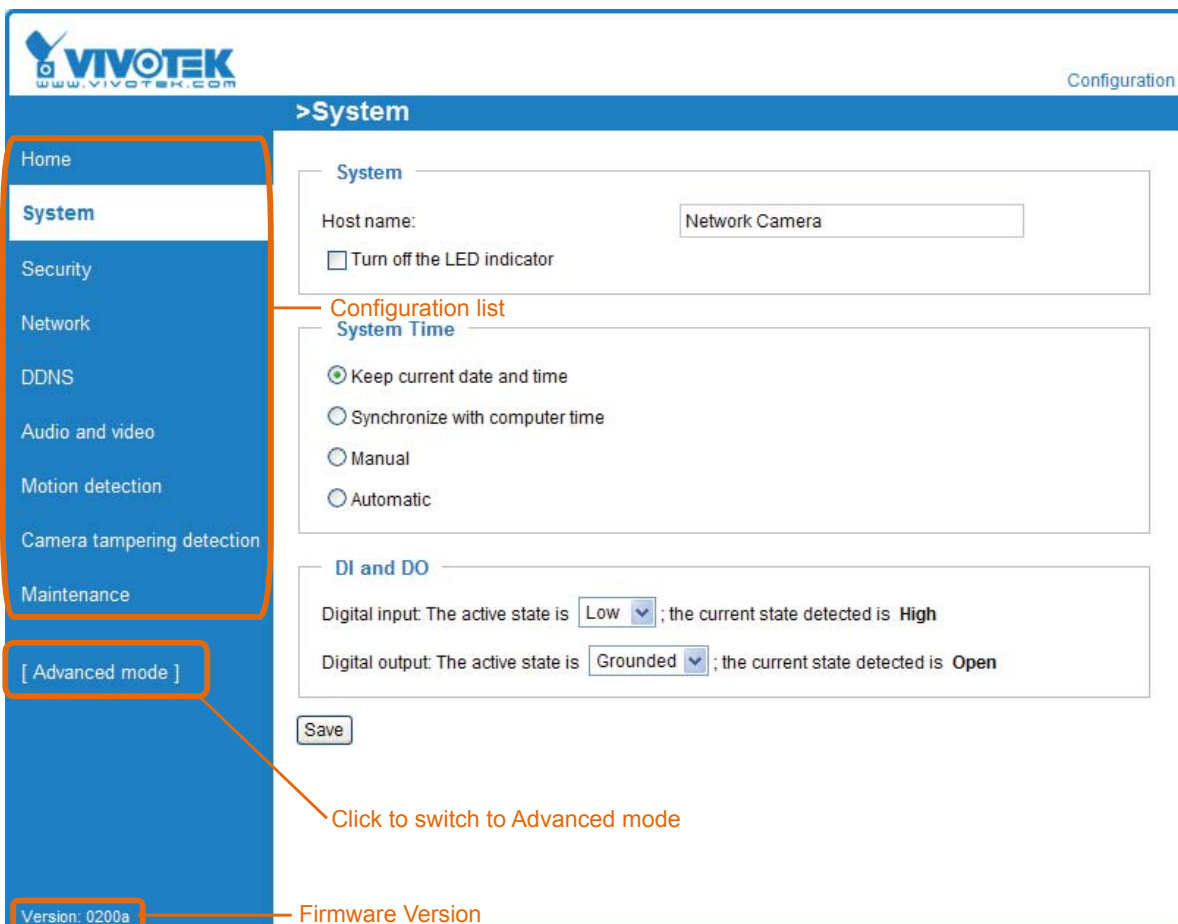 VIVOTEK
www.vivotek.com
Configuration
>System
Home
System
Security
Network
DDNS
Audio and video
Motion detection
Camera tampering detection
Maintenance
[ Advanced mode ]
Version: 0200a
System
Host name: Network Camera
Turn off the LED indicator
Configuration list
System Time
Keep current date and time
Synchronize with computer time
Manual
Automatic
DI and DO
Digital input: The active state is Low ; the current state detected is High
Digital output: The active state is Grounded ; the current state detected is Open
Save
Click to switch to Advanced mode
Firmware Version